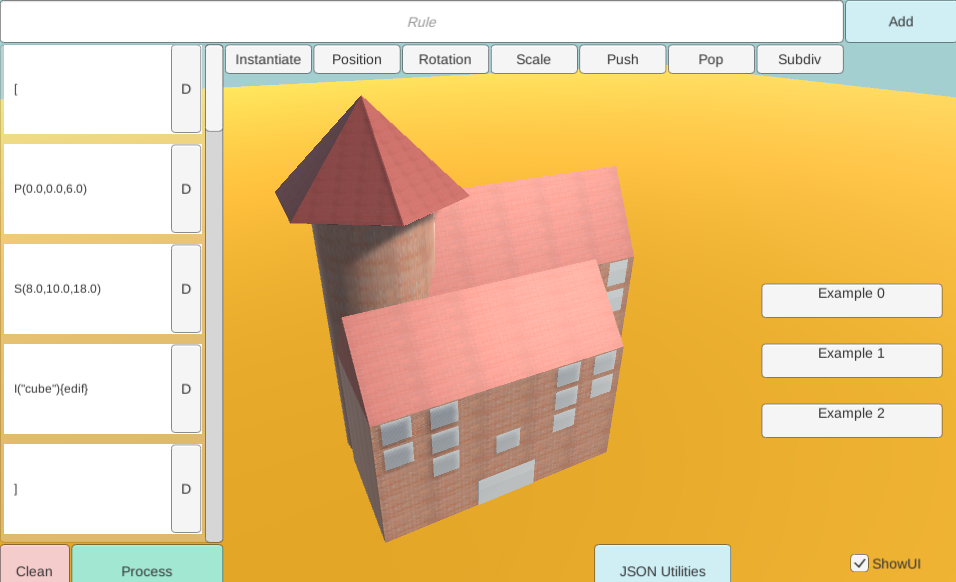 Rule
Add
Instantiate Position Rotation Scale Push Pop Subdiv
[ D
P(0.0,0.0,6.0) D
S(8.0,10.0,18.0) D
Example 0
Example 1
I("cube"){edif} D
Example 2
] D
Clean Process JSON Utilities ShowUI